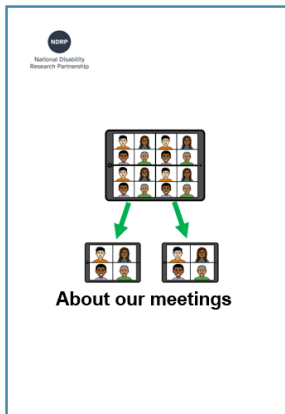 NDRP
National Disability
Research Partnership
About our meetings